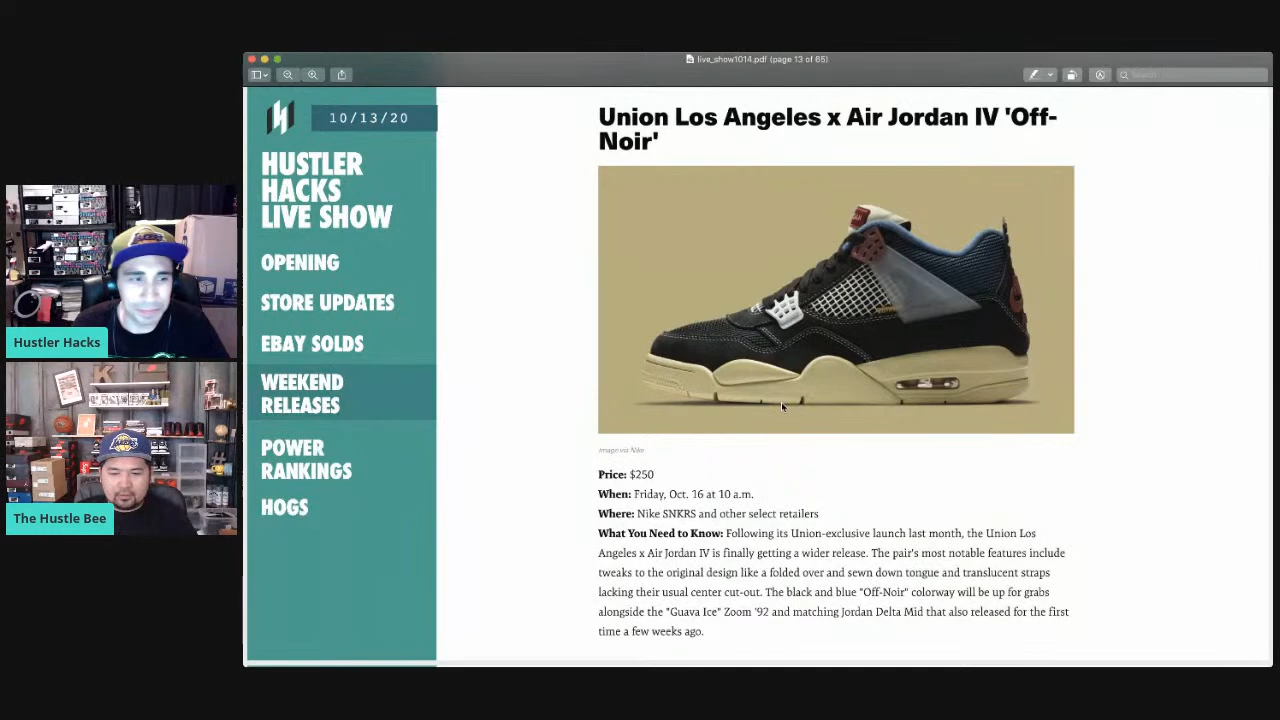 live_show1014.pdf (page 13 of 65)
Search
10/13/20
HUSTLER
HACKS
LIVE SHOW
OPENING
STORE UPDATES
EBAY SOLDS
WEEKEND
RELEASES
POWER
RANKINGS
HOGS
Union Los Angeles x Air Jordan IV 'Off-
Noir'
Image via Nike
Price: $250
When: Friday, Oct. 16 at 10 a.m.
Where: Nike SNKRS and other select retailers
What You Need to Know: Following its Union-exclusive launch last month, the Union Los
Angeles x Air Jordan IV is finally getting a wider release. The pair's most notable features include
tweaks to the original design like a folded over and sewn down tongue and translucent straps
lacking their usual center cut-out. The black and blue "Off-Noir" colorway will be up for grabs
alongside the "Guava Ice" Zoom '92 and matching Jordan Delta Mid that also released for the first
time a few weeks ago.
Hustler Hacks
The Hustle Bee